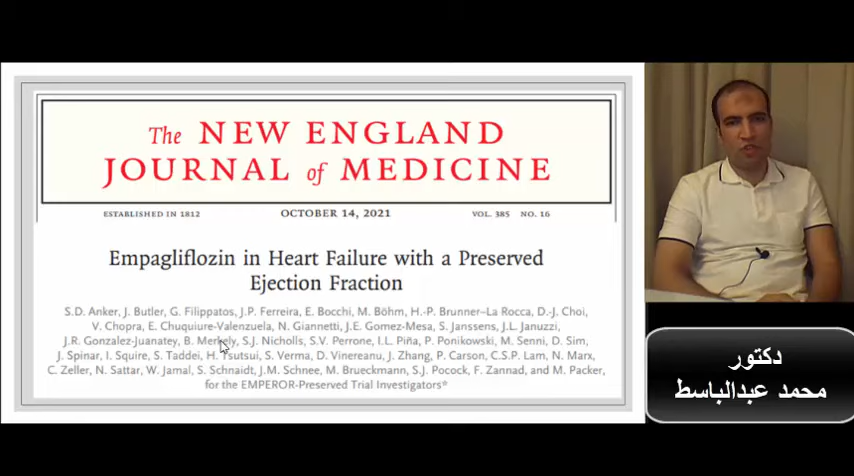 The NEW ENGLAND
JOURNAL of MEDICINE
ESTABLISHED IN 1812
OCTOBER 14, 2021
VOL. 385 NO. 16
Empagliflozin in Heart Failure with a Preserved
Ejection Fraction
S.D. Anker, J. Butler, G. Filippatos, J.P. Ferreira, E. Bocchi, M. Böhm, H.-P. Brunner–La Rocca, D.-J. Choi,
V. Chopra, E. Chuquiure-Valenzuela, N. Giannetti, J.E. Gomez-Mesa, S. Janssens, J.L. Januzzi,
J.R. Gonzalez-Juanatey, B. Merkely, S.J. Nicholls, S.V. Perrone, I.L. Piña, P. Ponikowski, M. Senni, D. Sim,
J. Spinar, I. Squire, S. Taddei, H. Tsutsui, S. Verma, D. Vinereanu, J. Zhang, P. Carson, C.S.P. Lam, N. Marx,
C. Zeller, N. Sattar, W. Jamal, S. Schnaidt, J.M. Schnee, M. Brueckmann, S.J. Pocock, F. Zannad, and M. Packer,
for the EMPEROR-Preserved Trial Investigators*
دكتور
محمد عبدالباسط